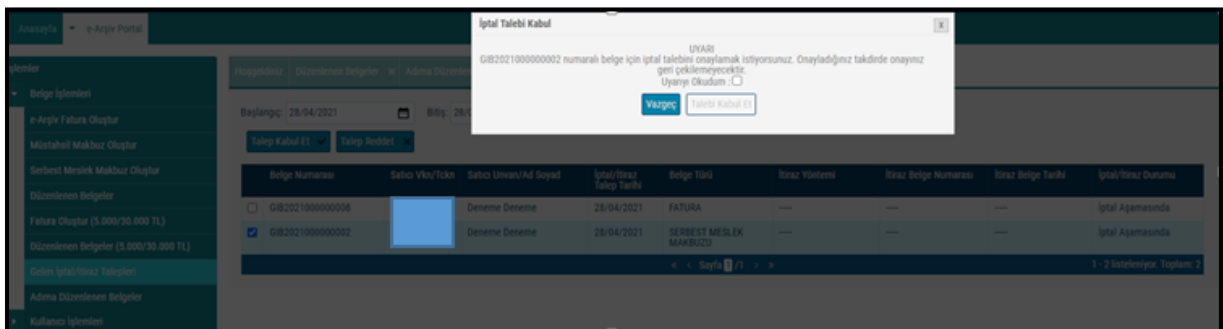 Anasayfa e-Arşiv Portal
İptal Talebi Kabul
X
UYARI
GIB2021000000002 numaralı belge için iptal talebini onaylamak istiyorsunuz. Onayladığınız takdirde onayınız
geri çekilemeyecektir.
Uyarıyı Okudum :
Vazgeç Talebi Kabul Et
Belge İşlemleri
e-Arşiv Fatura Oluştur
Müstahsil Makbuz Oluştur
Serbest Meslek Makbuz Oluştur
Düzenlenen Belgeler
Fatura Oluştur (5.000/30.000 TL)
Düzenlenen Belgeler (5.000/30.000 TL)
Gelen İptal/İtiraz Talepleri
Adıma Düzenlenen Belgeler
Kullanıcı İşlemleri
Hoşgeldiniz Düzenlenen Belgeler × Adıma
Başlangıç: 28/04/2021 Bitiş:
Talep Kabul Et Talep Reddet
Belge Numarası Satıcı Vkn/Tckn Satıcı Unvan/Ad Soyad İptal/İtiraz Talep Tarihi Belge Türü İtiraz Yöntemi İtiraz Belge Numarası İtiraz Belge Tarihi İptal/İtiraz Durumu
GIB2021000000008 Deneme Deneme 28/04/2021 FATURA ---- ---- ---- İptal Aşamasında
GIB2021000000002 Deneme Deneme 28/04/2021 SERBEST MESLEK MAKBUZU ---- ---- ---- İptal Aşamasında
« < Sayfa 1 /1 > »
1 - 2 listeleniyor. Toplam: 2